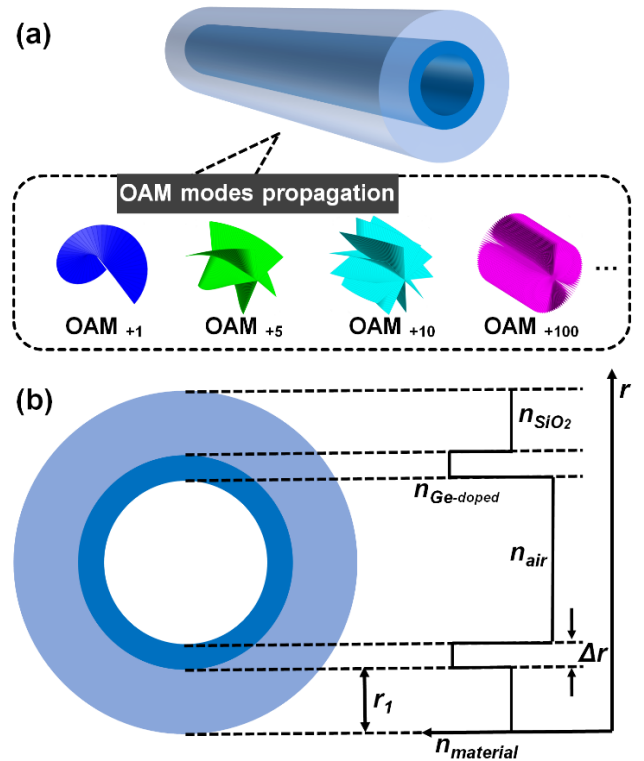 (a)
OAM modes propagation
OAM +1
OAM +5
OAM +10
OAM +100
...
(b)
r
nSiO2
nGe-doped
nair
Δr
r1
nmaterial